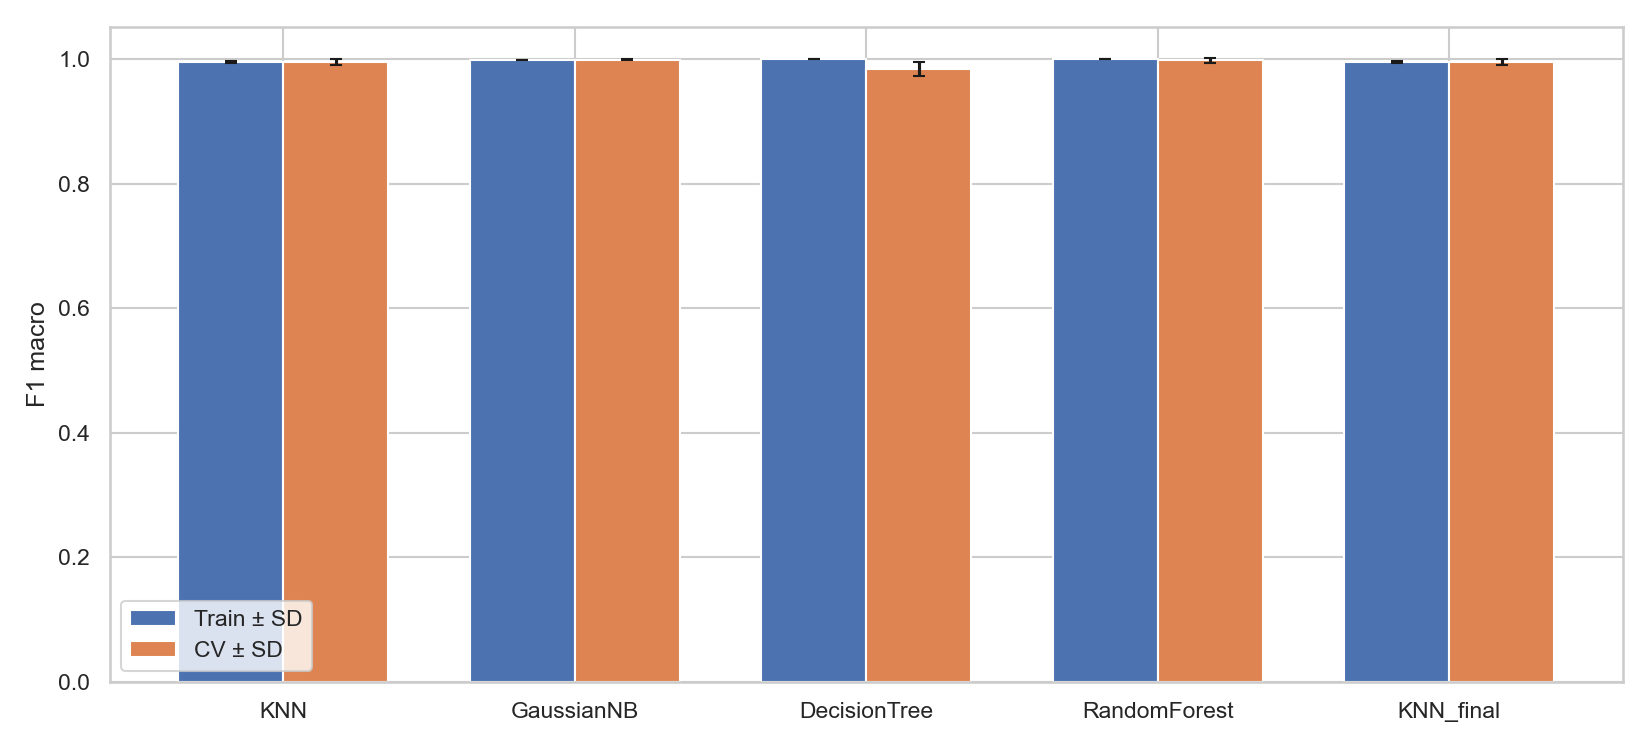 1.0
0.8
0.6
0.4
0.2
0.0
F1 macro
Train ± SD
CV ± SD
KNN
GaussianNB
DecisionTree
RandomForest
KNN_final